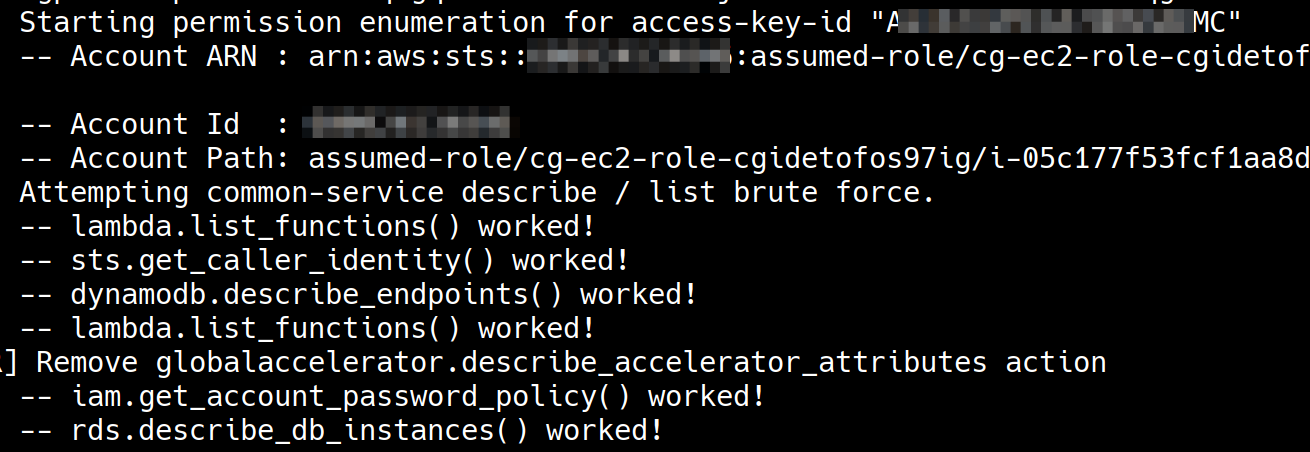 Starting permission enumeration for access-key-id "A MC"
-- Account ARN : arn:aws:sts:: :assumed-role/cg-ec2-role-cgidetof
-- Account Id  :
-- Account Path: assumed-role/cg-ec2-role-cgidetofos97ig/i-05c177f53fcf1aa8d
Attempting common-service describe / list brute force.
-- lambda.list_functions() worked!
-- sts.get_caller_identity() worked!
-- dynamodb.describe_endpoints() worked!
-- lambda.list_functions() worked!
] Remove globalaccelerator.describe_accelerator_attributes action
-- iam.get_account_password_policy() worked!
-- rds.describe_db_instances() worked!